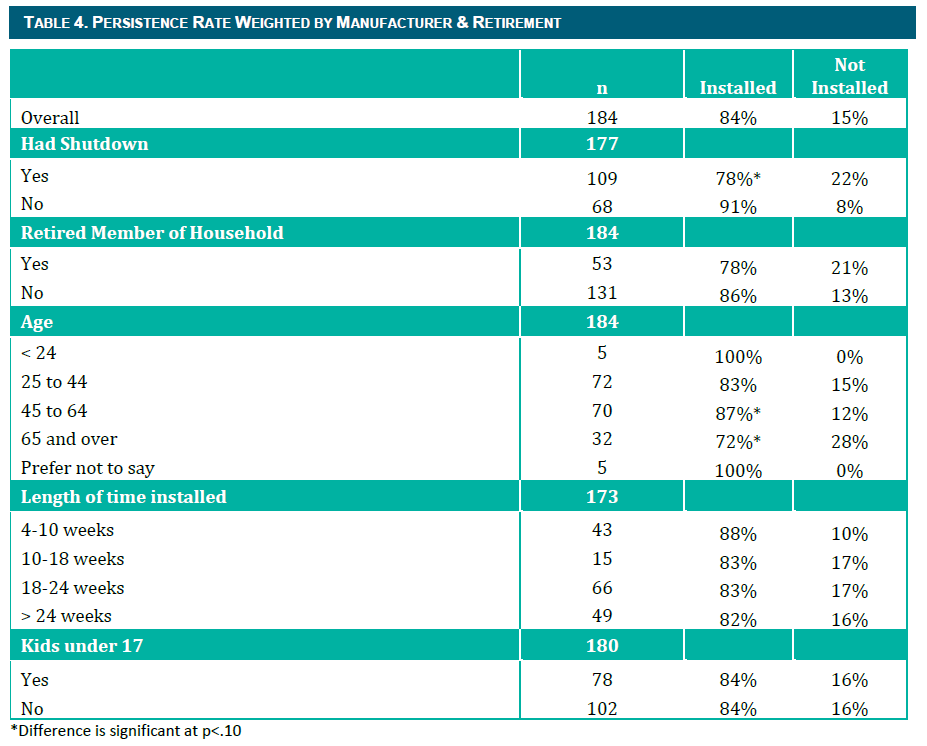 TABLE 4. PERSISTENCE RATE WEIGHTED BY MANUFACTURER & RETIREMENT
n Installed Not Installed
Overall 184 84% 15%
Had Shutdown 177
Yes 109 78%* 22%
No 68 91% 8%
Retired Member of Household 184
Yes 53 78% 21%
No 131 86% 13%
Age 184
< 24 5 100% 0%
25 to 44 72 83% 15%
45 to 64 70 87%* 12%
65 and over 32 72%* 28%
Prefer not to say 5 100% 0%
Length of time installed 173
4-10 weeks 43 88% 10%
10-18 weeks 15 83% 17%
18-24 weeks 66 83% 17%
> 24 weeks 49 82% 16%
Kids under 17 180
Yes 78 84% 16%
No 102 84% 16%
*Difference is significant at p<.10